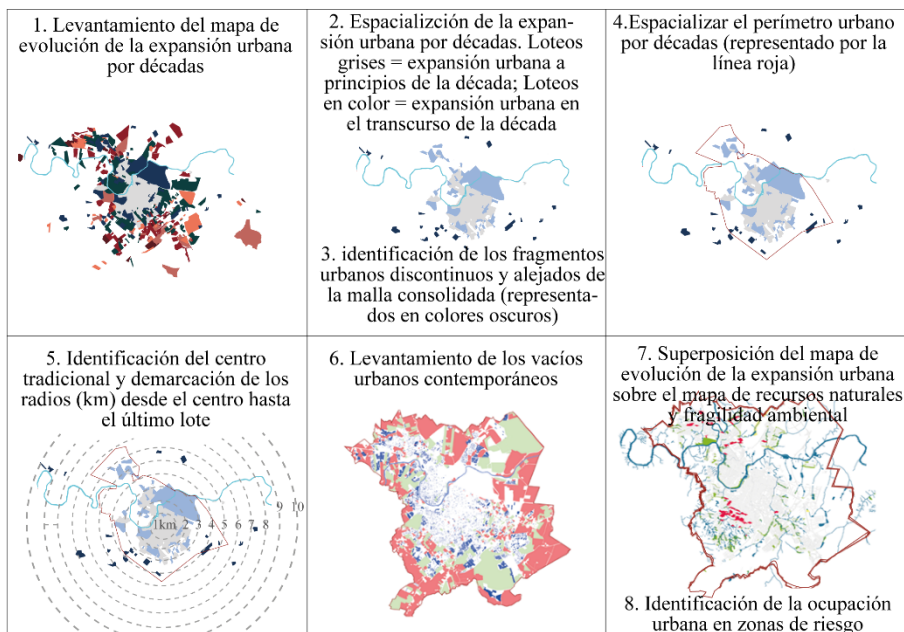 1. Levantamiento del mapa de
evolución de la expansión urbana
por décadas
2. Espacializción de la expan-
sión urbana por décadas. Loteos
grises = expansión urbana a
principios de la década; Loteos
en color = expansión urbana en
el transcurso de la década
3. identificación de los fragmentos
urbanos discontinuos y alejados de
la malla consolidada (representa-
dos en colores oscuros)
4.Espacializar el perímetro urbano
por décadas (representado por la
línea roja)
5. Identificación del centro
tradicional y demarcación de los
radios (km) desde el centro hasta
el último lote
1km 2 3 4 5 6 7 8 9 10
6. Levantamiento de los vacíos
urbanos contemporáneos
7. Superposición del mapa de
evolución de la expansión urbana
sobre el mapa de recursos naturales
y fragilidad ambiental
8. Identificación de la ocupación
urbana en zonas de riesgo